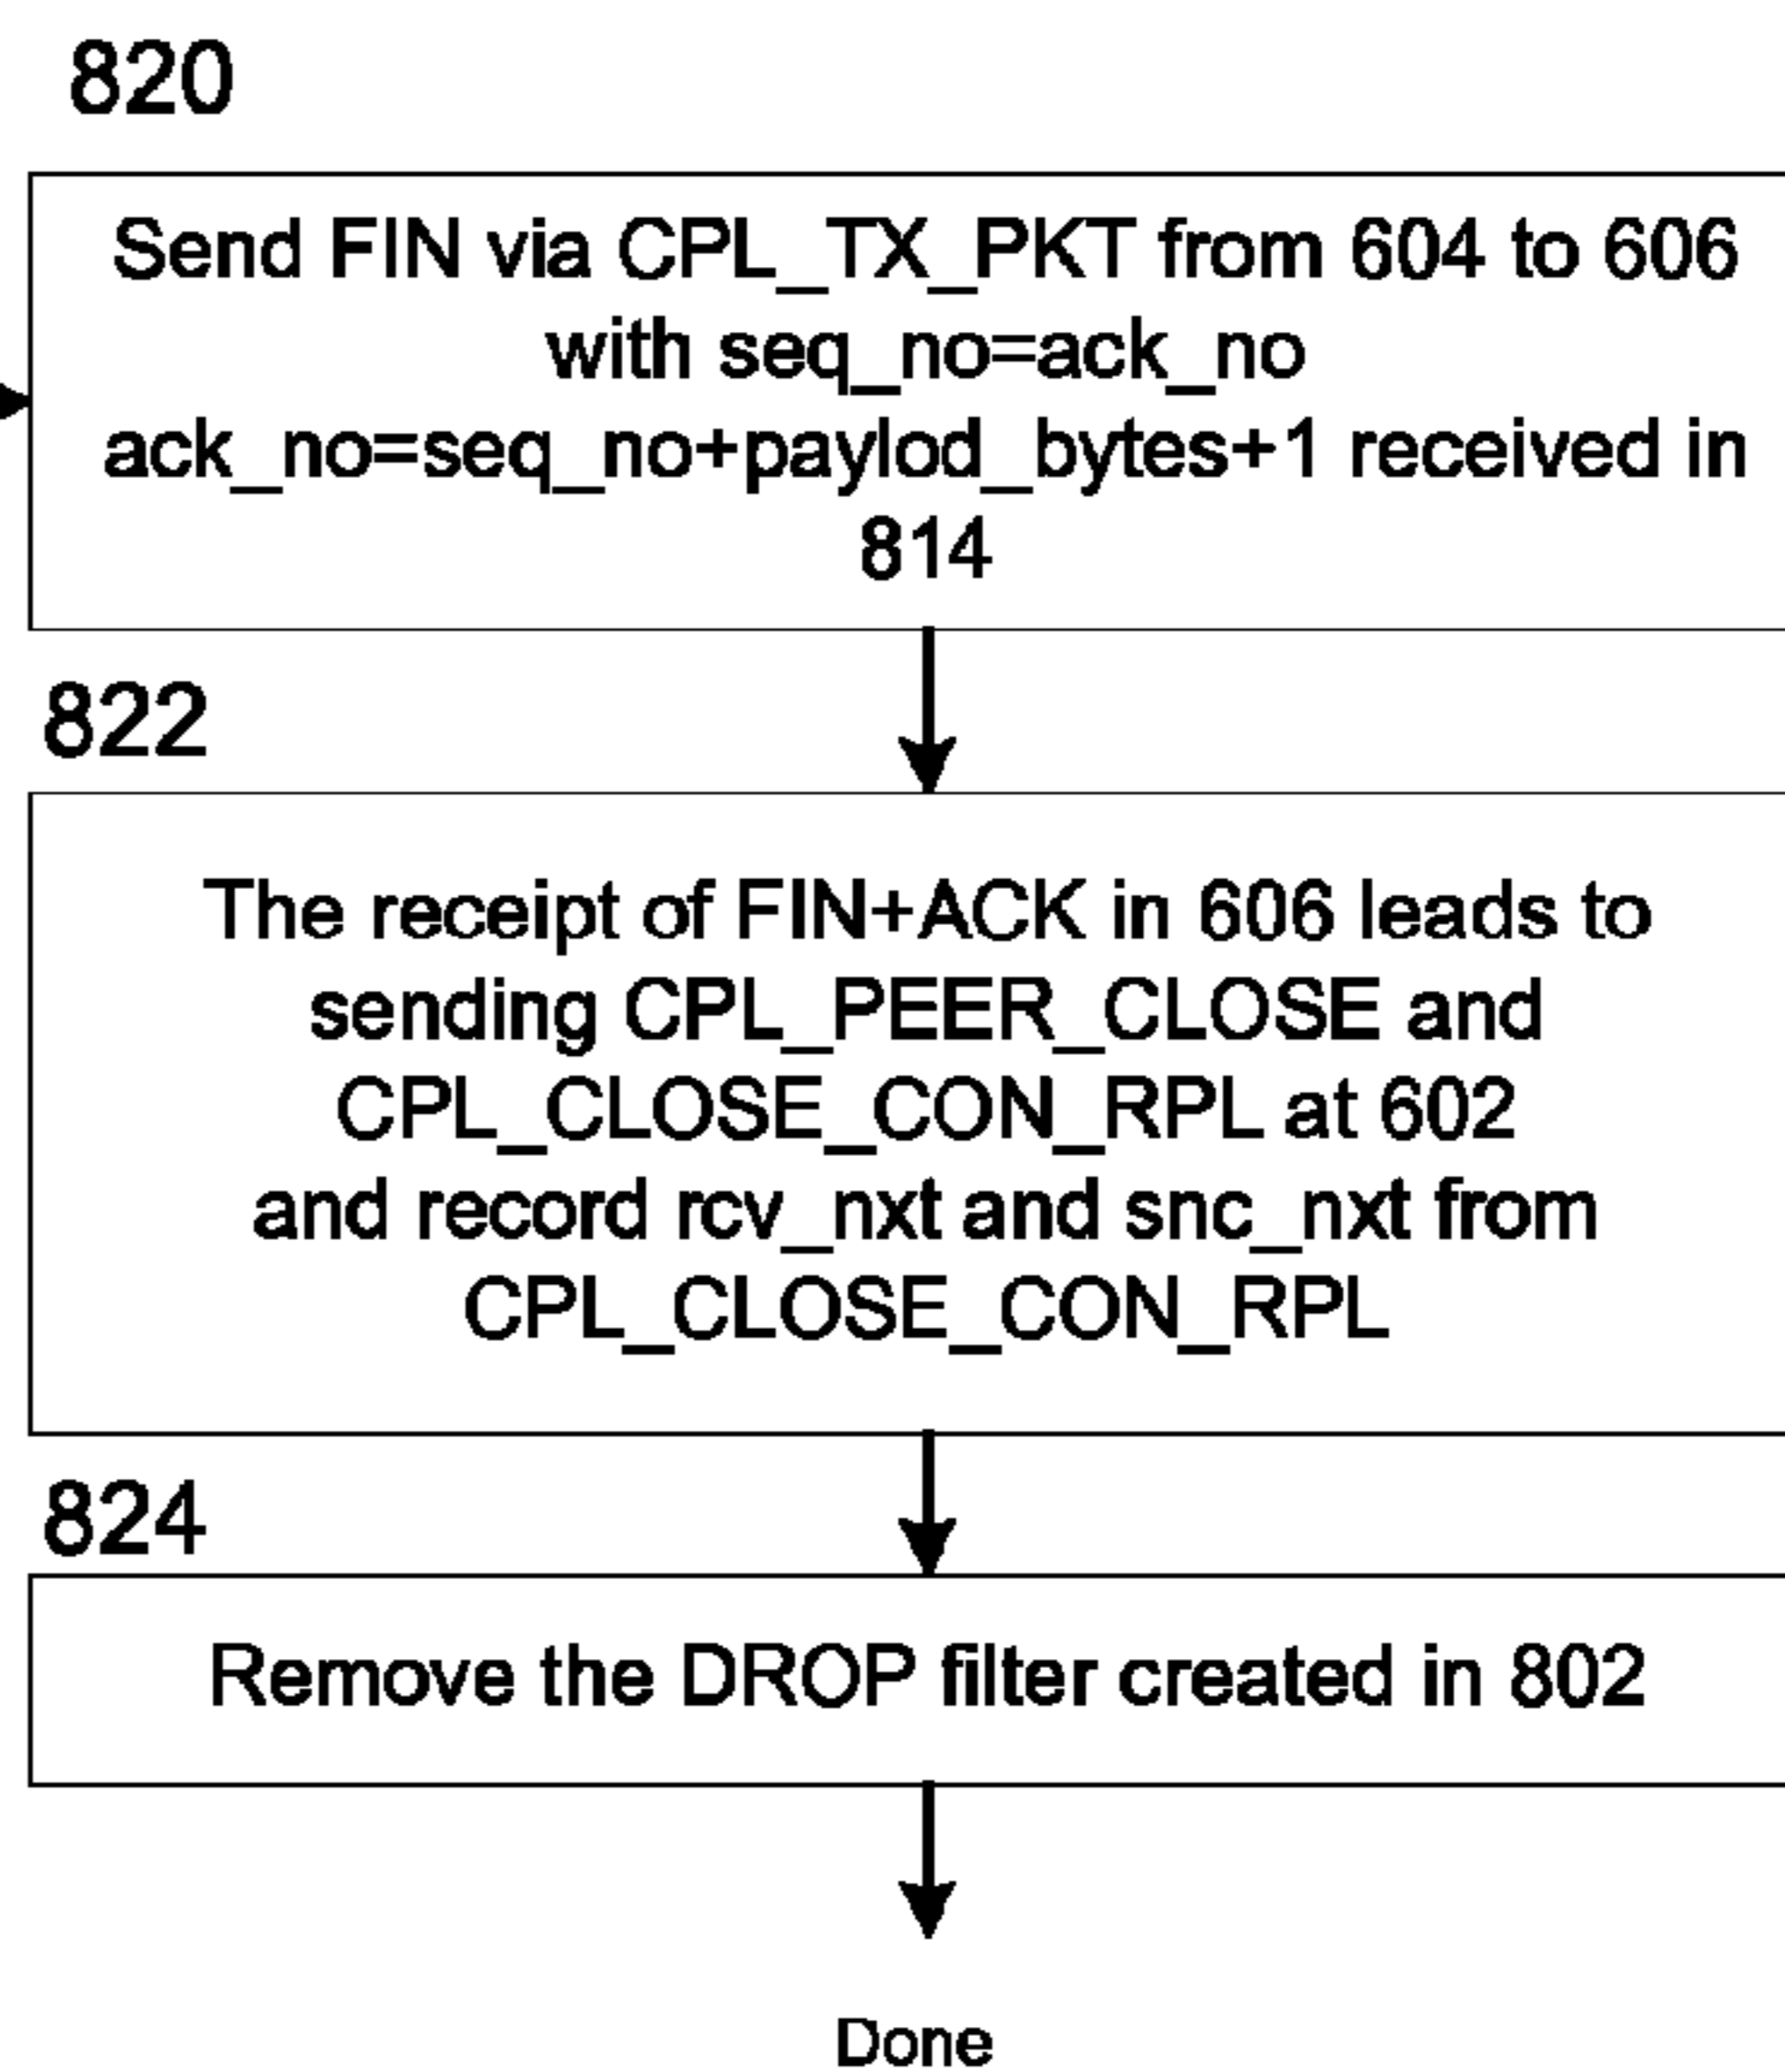 820
Send FIN via CPL_TX_PKT from 604 to 606
with seq_no=ack_no
ack_no=seq_no+paylod_bytes+1 received in
814
822
The receipt of FIN+ACK in 606 leads to
sending CPL_PEER_CLOSE and
CPL_CLOSE_CON_RPL at 602
and record rcv_nxt and snc_nxt from
CPL_CLOSE_CON_RPL
824
Remove the DROP filter created in 802
Done